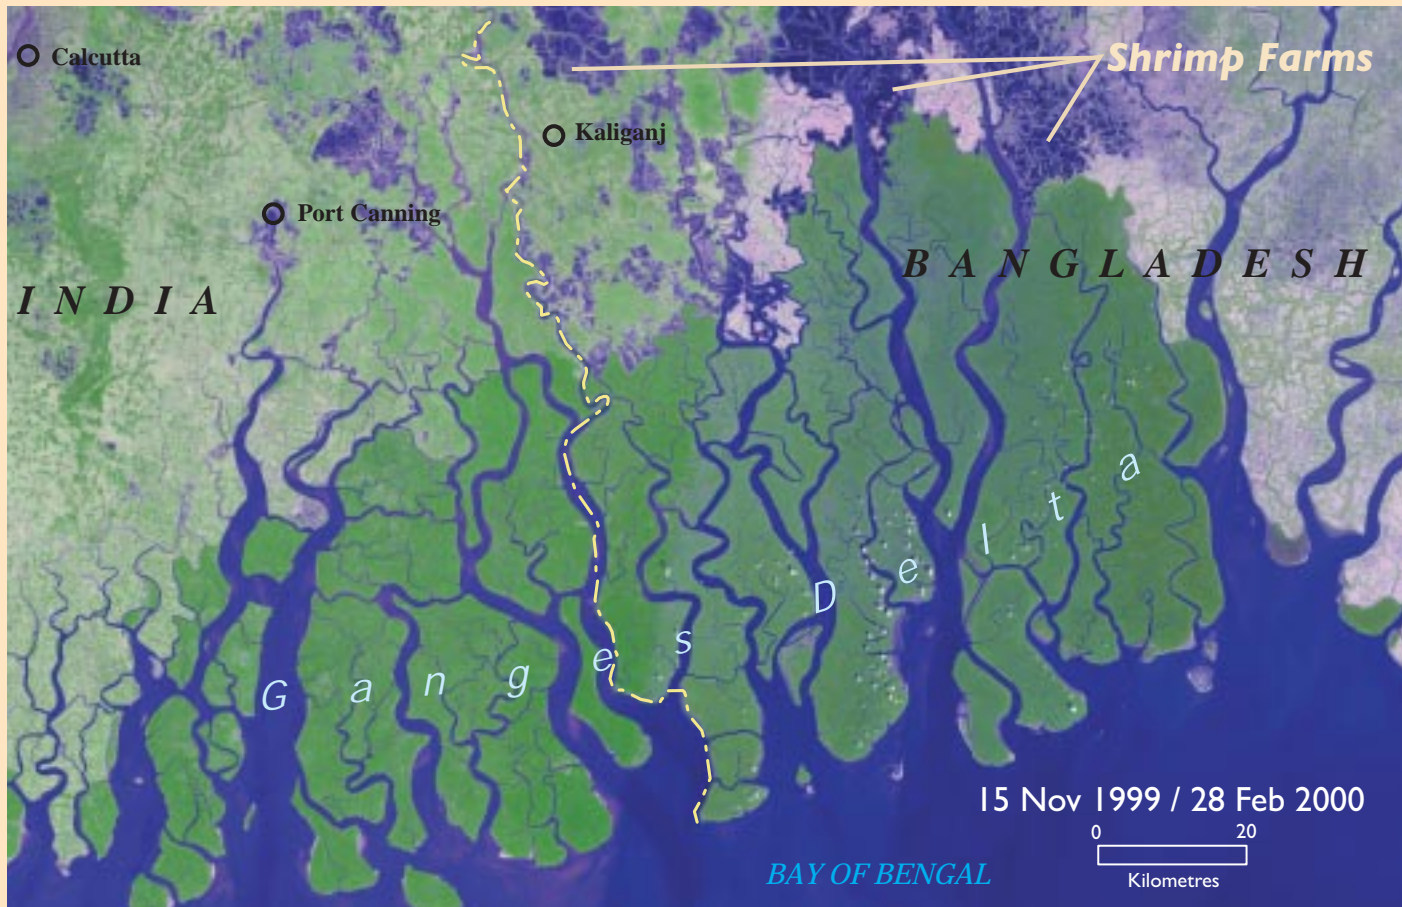 Calcutta
Shrimp Farms
Kaliganj
Port Canning
BANGLADESH
INDIA
Ganges Delta
15 Nov 1999 / 28 Feb 2000
0 20
Kilometres
BAY OF BENGAL